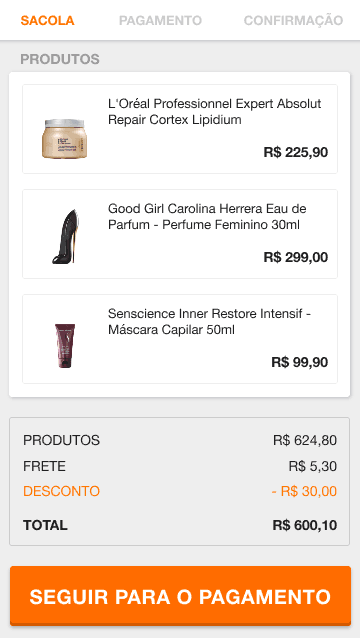 SACOLA PAGAMENTO CONFIRMAÇÃO
PRODUTOS
L'Oréal Professionnel Expert Absolut
Repair Cortex Lipidium
R$ 225,90
Good Girl Carolina Herrera Eau de
Parfum - Perfume Feminino 30ml
R$ 299,00
Senscience Inner Restore Intensif -
Máscara Capilar 50ml
R$ 99,90
PRODUTOS R$ 624,80
FRETE R$ 5,30
DESCONTO - R$ 30,00
TOTAL R$ 600,10
SEGUIR PARA O PAGAMENTO